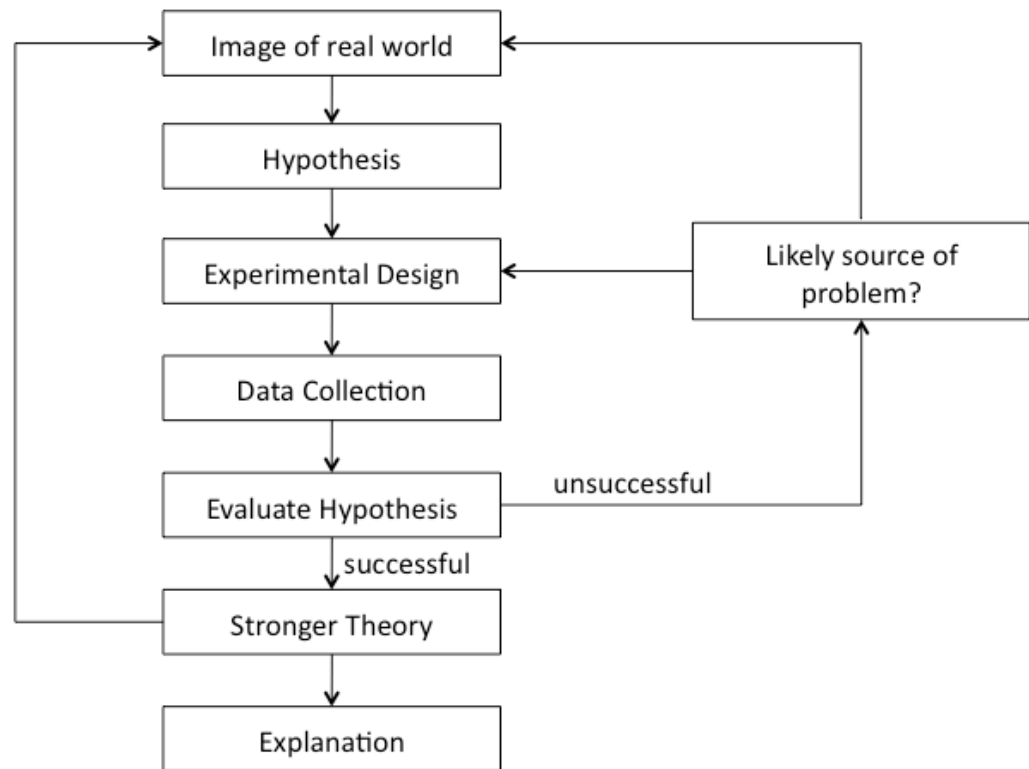 Image of real world
Hypothesis
Experimental Design
Likely source of
problem?
Data Collection
Evaluate Hypothesis
unsuccessful
successful
Stronger Theory
Explanation